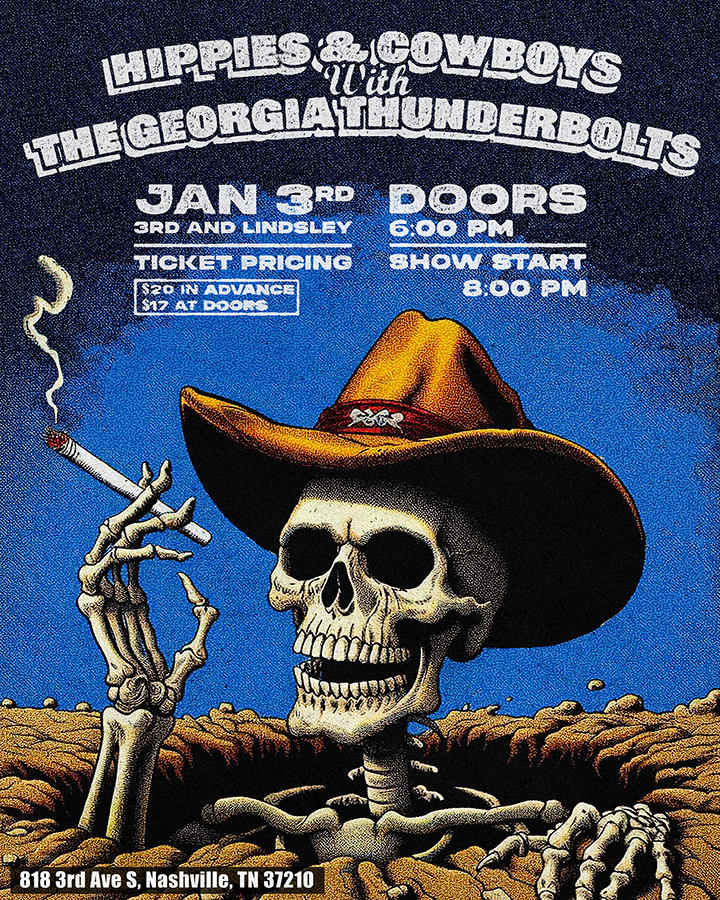 HIPPIES & COWBOYS
With
THE GEORGIA THUNDERBOLTS
JAN 3RD
3RD AND LINDSLEY
TICKET PRICING
$20 IN ADVANCE
$17 AT DOORS
DOORS
6:00 PM
SHOW START
8:00 PM
818 3rd Ave S, Nashville, TN 37210